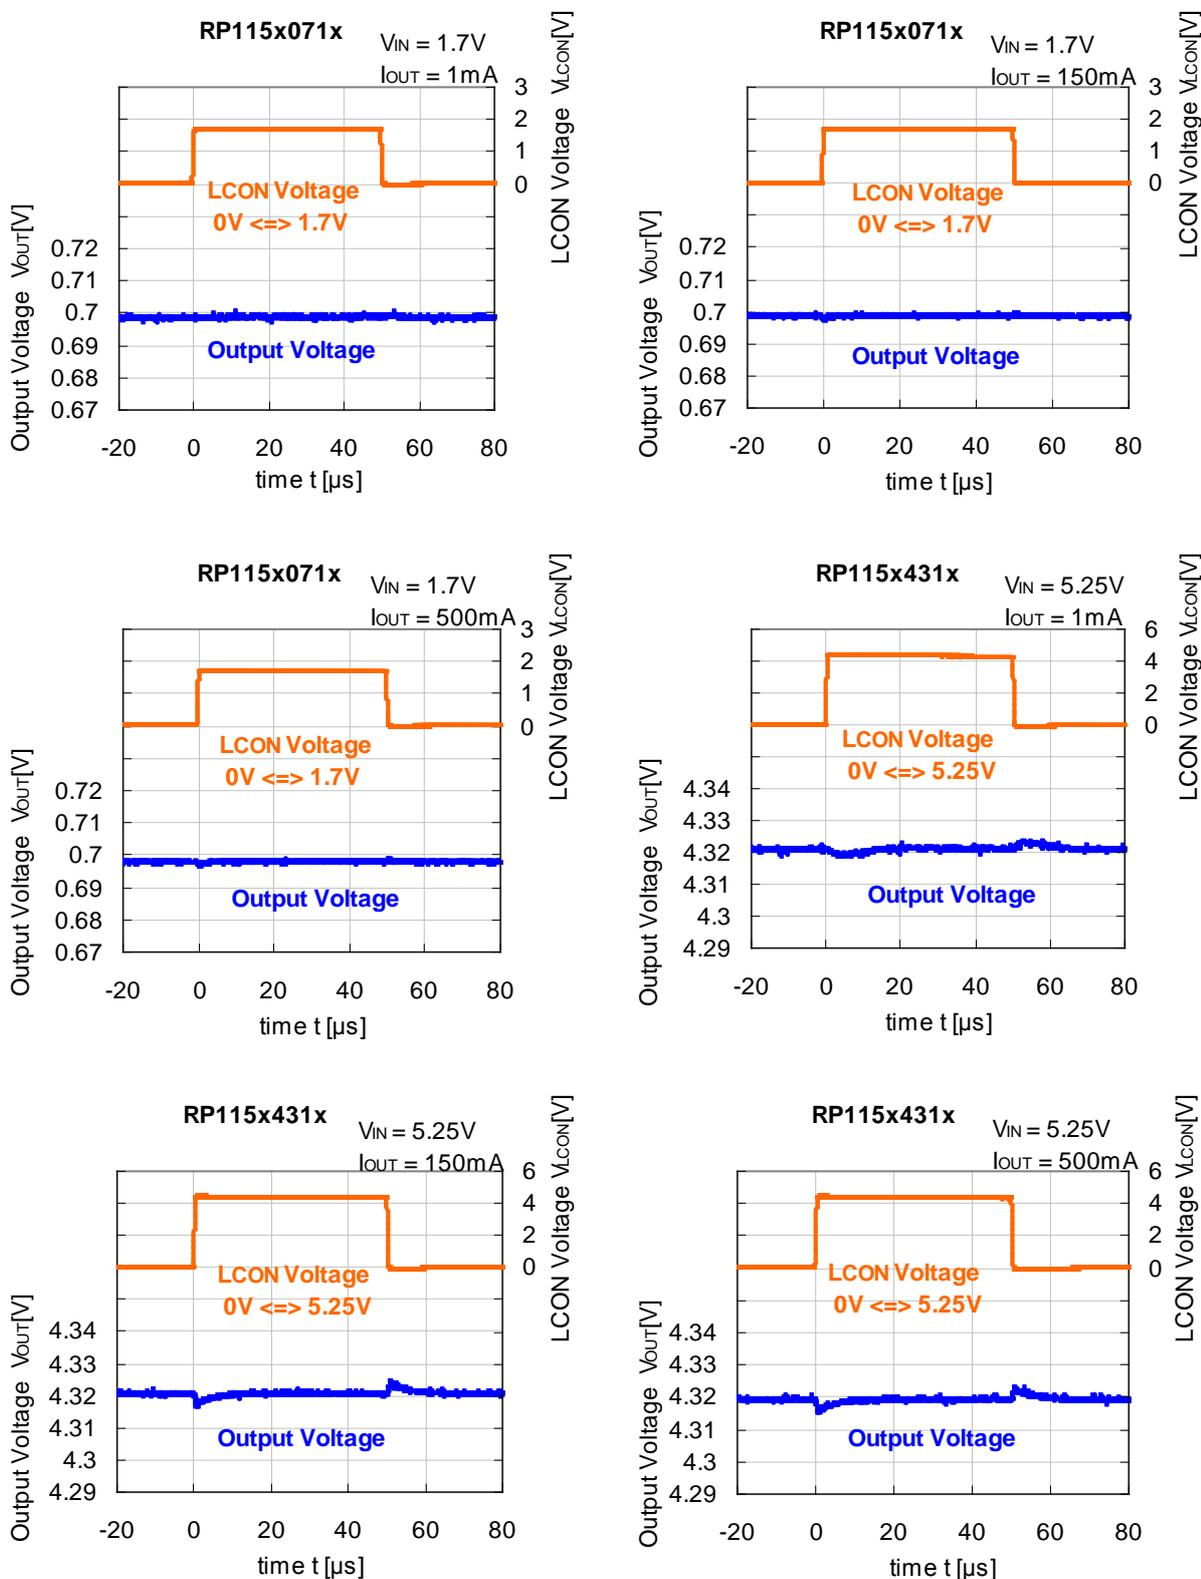 RP115x071x
VIN = 1.7V
IOUT = 1mA
LCON Voltage VLCON[V]
3
2
1
0
LCON Voltage
0V <=> 1.7V
Output Voltage VOUT[V]
0.72
0.71
0.7
0.69
0.68
0.67
Output Voltage
-20 0 20 40 60 80
time t [µs]
RP115x071x
VIN = 1.7V
IOUT = 150mA
LCON Voltage VLCON[V]
3
2
1
0
LCON Voltage
0V <=> 1.7V
Output Voltage VOUT[V]
0.72
0.71
0.7
0.69
0.68
0.67
Output Voltage
-20 0 20 40 60 80
time t [µs]
RP115x071x
VIN = 1.7V
IOUT = 500mA
LCON Voltage VLCON[V]
3
2
1
0
LCON Voltage
0V <=> 1.7V
Output Voltage VOUT[V]
0.72
0.71
0.7
0.69
0.68
0.67
Output Voltage
-20 0 20 40 60 80
time t [µs]
RP115x431x
VIN = 5.25V
IOUT = 1mA
LCON Voltage VLCON[V]
6
4
2
0
LCON Voltage
0V <=> 5.25V
Output Voltage VOUT[V]
4.34
4.33
4.32
4.31
4.3
4.29
Output Voltage
-20 0 20 40 60 80
time t [µs]
RP115x431x
VIN = 5.25V
IOUT = 150mA
LCON Voltage VLCON[V]
6
4
2
0
LCON Voltage
0V <=> 5.25V
Output Voltage VOUT[V]
4.34
4.33
4.32
4.31
4.3
4.29
Output Voltage
-20 0 20 40 60 80
time t [µs]
RP115x431x
VIN = 5.25V
IOUT = 500mA
LCON Voltage VLCON[V]
6
4
2
0
LCON Voltage
0V <=> 5.25V
Output Voltage VOUT[V]
4.34
4.33
4.32
4.31
4.3
4.29
Output Voltage
-20 0 20 40 60 80
time t [µs]